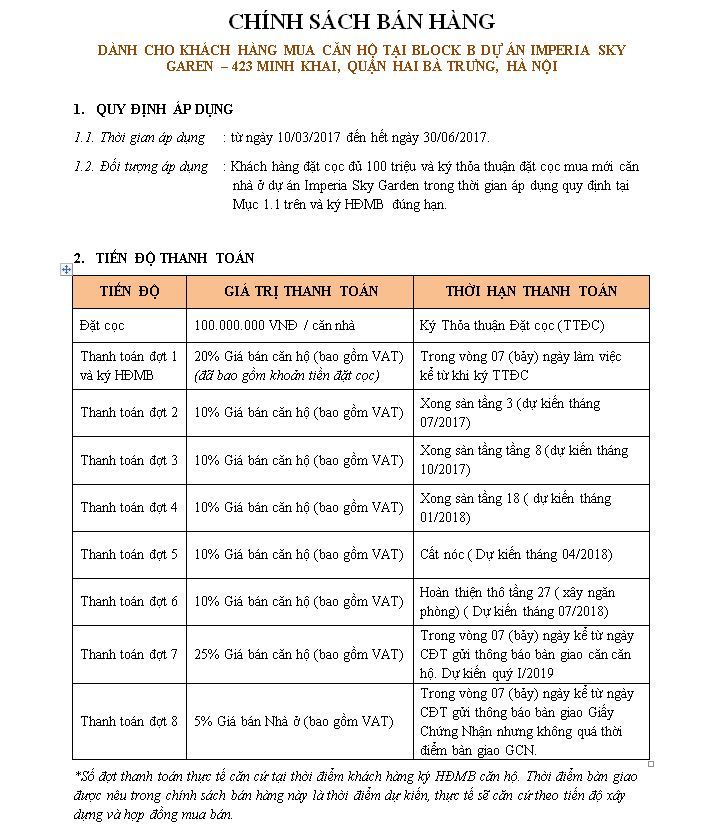 CHÍNH SÁCH BÁN HÀNG
DÀNH CHO KHÁCH HÀNG MUA CĂN HỘ TẠI BLOCK B DỰ ÁN IMPERIA SKY
GAREN – 423 MINH KHAI, QUẬN HAI BÀ TRƯNG, HÀ NỘI
1. QUY ĐỊNH ÁP DỤNG
1.1. Thời gian áp dụng : từ ngày 10/03/2017 đến hết ngày 30/06/2017.
1.2. Đối tượng áp dụng : Khách hàng đặt cọc đủ 100 triệu và ký thỏa thuận đặt cọc mua mới căn
nhà ở dự án Imperia Sky Garden trong thời gian áp dụng quy định tại
Mục 1.1 trên và ký HĐMB đúng hạn.
2. TIẾN ĐỘ THANH TOÁN
TIẾN ĐỘ GIÁ TRỊ THANH TOÁN THỜI HẠN THANH TOÁN
Đặt cọc 100.000.000 VNĐ / căn nhà Ký Thỏa thuận Đặt cọc (TTĐC)
Thanh toán đợt 1 20% Giá bán căn hộ (bao gồm VAT) Trong vòng 07 (bảy) ngày làm việc
và ký HĐMB (đã bao gồm khoản tiền đặt cọc) kể từ khi ký TTĐC
Thanh toán đợt 2 10% Giá bán căn hộ (bao gồm VAT) Xong sàn tầng 3 (dự kiến tháng
07/2017)
Thanh toán đợt 3 10% Giá bán căn hộ (bao gồm VAT) Xong sàn tầng tầng 8 (dự kiến tháng
10/2017)
Thanh toán đợt 4 10% Giá bán căn hộ (bao gồm VAT) Xong sàn tầng 18 ( dự kiến tháng
01/2018)
Thanh toán đợt 5 10% Giá bán căn hộ (bao gồm VAT) Cất nóc ( Dự kiến tháng 04/2018)
Thanh toán đợt 6 10% Giá bán căn hộ (bao gồm VAT) Hoàn thiện thô tầng 27 ( xây ngăn
phòng) ( Dự kiến tháng 07/2018)
Thanh toán đợt 7 25% Giá bán căn hộ (bao gồm VAT) Trong vòng 07 (bảy) ngày kể từ ngày
CĐT gửi thông báo bàn giao căn căn
hộ. Dự kiến quý I/2019
Thanh toán đợt 8 5% Giá bán Nhà ở (bao gồm VAT) Trong vòng 07 (bảy) ngày kể từ ngày
CĐT gửi thông báo bàn giao Giấy
Chứng Nhận nhưng không quá thời
điểm bàn giao GCN.
*Số đợt thanh toán thực tế căn cứ tại thời điểm khách hàng ký HĐMB căn hộ. Thời điểm bàn giao
được nêu trong chính sách bán hàng này là thời điểm dự kiến, thực tế sẽ căn cứ theo tiến độ xây
dựng và hợp đồng mua bán.